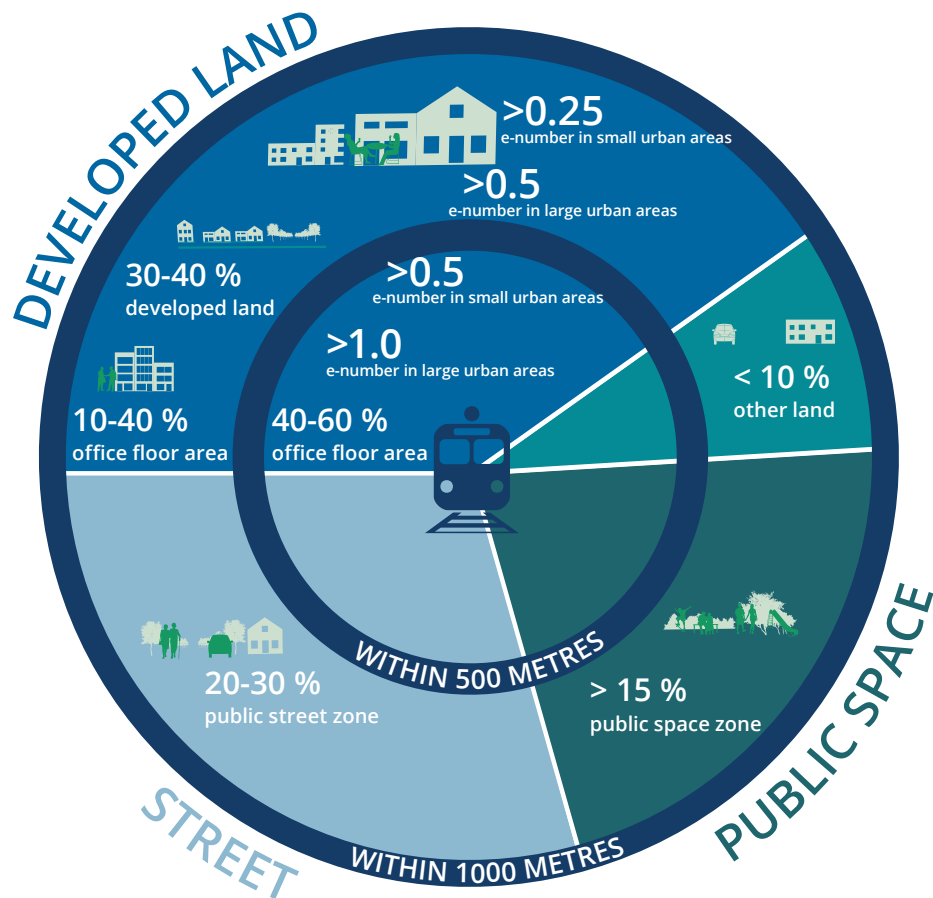 DEVELOPED LAND
>0.25
e-number in small urban areas
>0.5
e-number in large urban areas
>0.5
e-number in small urban areas
>1.0
e-number in large urban areas
30-40 %
developed land
10-40 %
office floor area
40-60 %
office floor area
< 10 %
other land
20-30 %
public street zone
> 15 %
public space zone
WITHIN 500 METRES
WITHIN 1000 METRES
STREET
PUBLIC SPACE